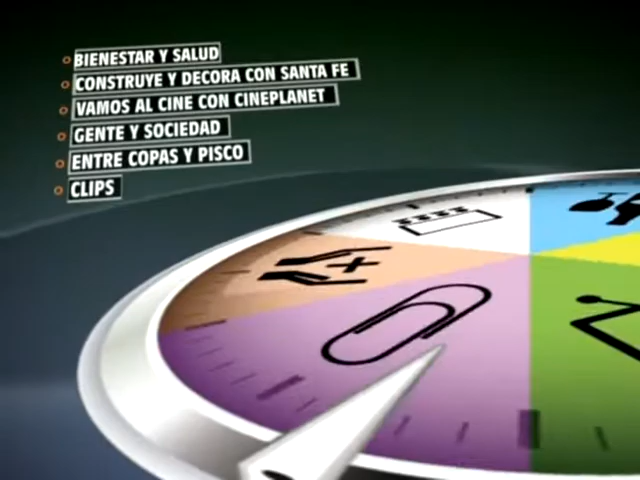 BIENESTAR Y SALUD
CONSTRUYE Y DECORA CON SANTA FE
VAMOS AL CINE CON CINEPLANET
GENTE Y SOCIEDAD
ENTRE COPAS Y PISCO
CLIPS